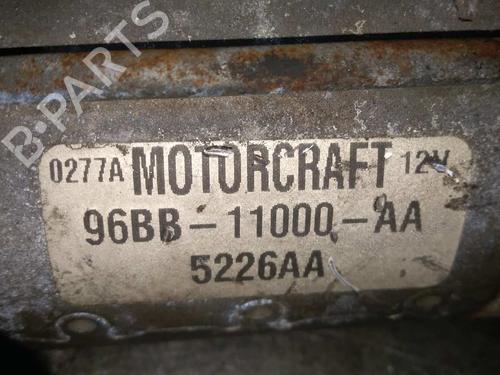 B-PARTS
0277A MOTORCRAFT 12V
96BB-11000-AA
5226AA